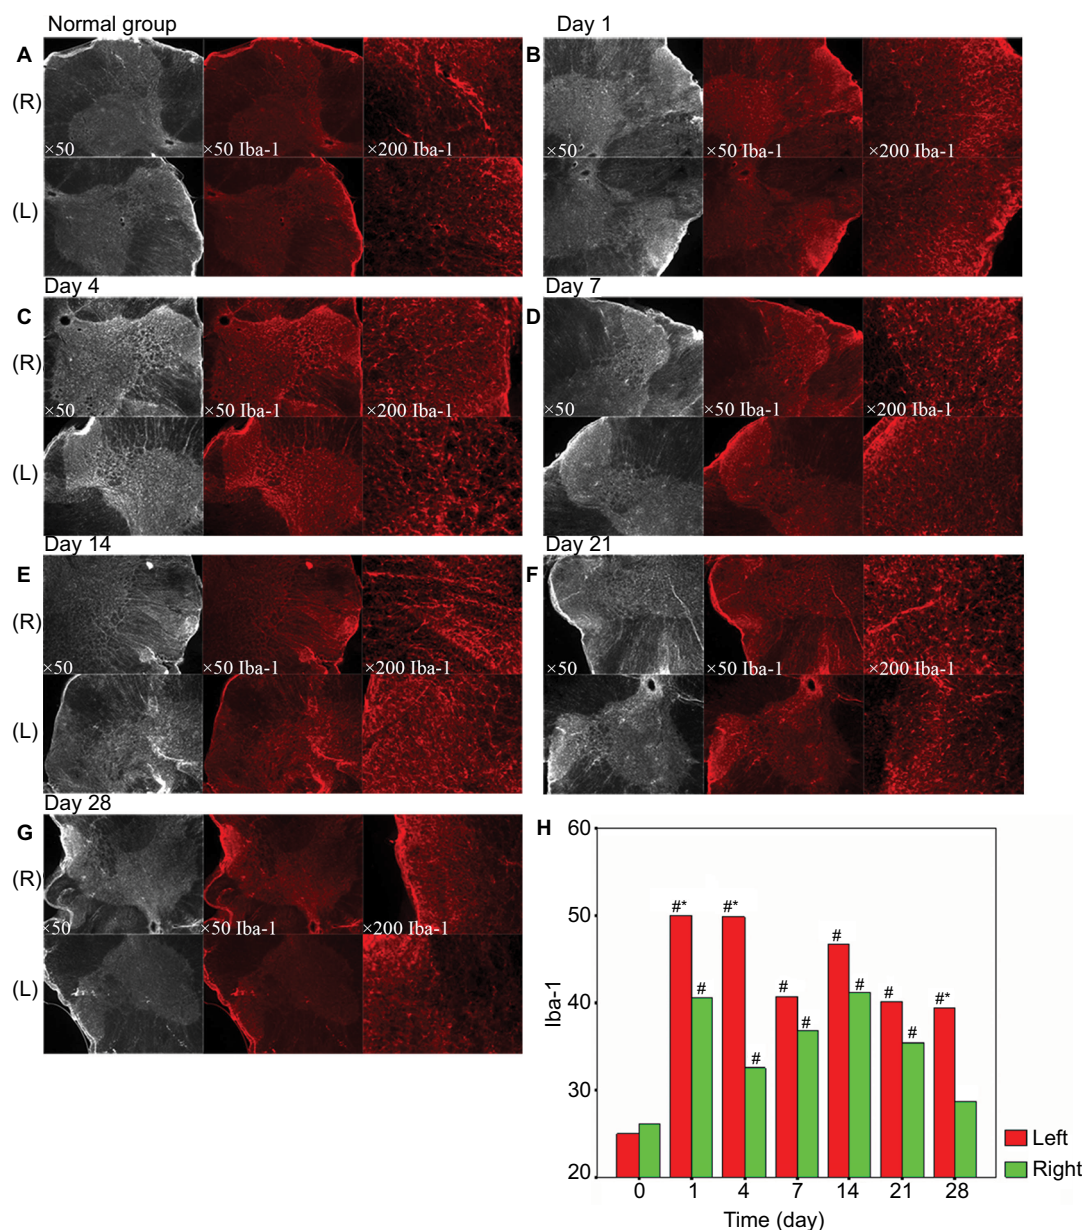 Normal group
A
(R)
×50
×50 Iba-1
×200 Iba-1
(L)
Day 1
B
×50
×50 Iba-1
×200 Iba-1
Day 4
C
(R)
×50
×50 Iba-1
×200 Iba-1
(L)
Day 7
D
×50
×50 Iba-1
×200 Iba-1
Day 14
E
(R)
×50
×50 Iba-1
×200 Iba-1
(L)
Day 21
F
×50
×50 Iba-1
×200 Iba-1
Day 28
G
(R)
×50
×50 Iba-1
×200 Iba-1
(L)
H
60
50
40
30
20
Iba-1
#*
#
#*
#
#
#
#
#
#
#
#*
0 1 4 7 14 21 28
Time (day)
Left
Right